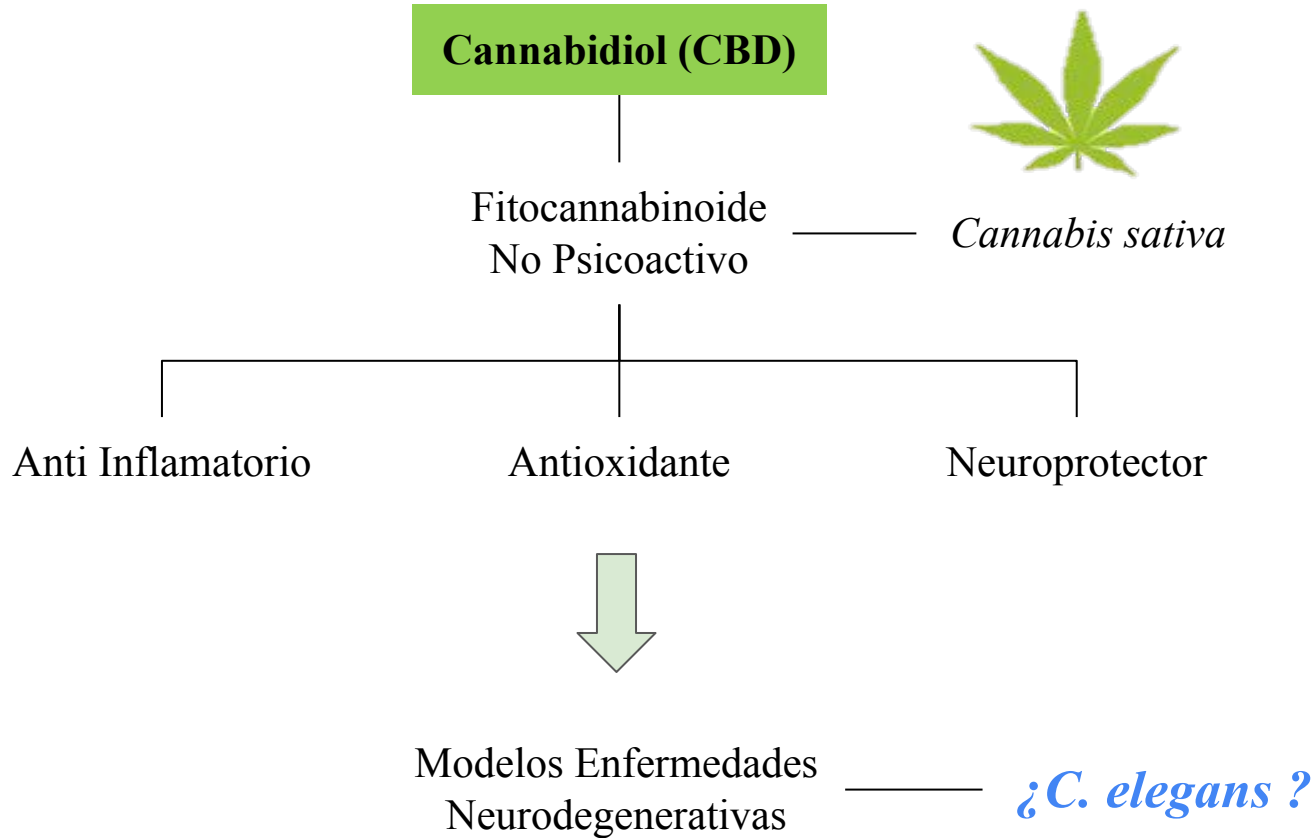 Cannabidiol (CBD)
Fitocannabinoide
No Psicoactivo
Cannabis sativa
Anti Inflamatorio
Antioxidante
Neuroprotector
Modelos Enfermedades
Neurodegenerativas
¿C. elegans ?